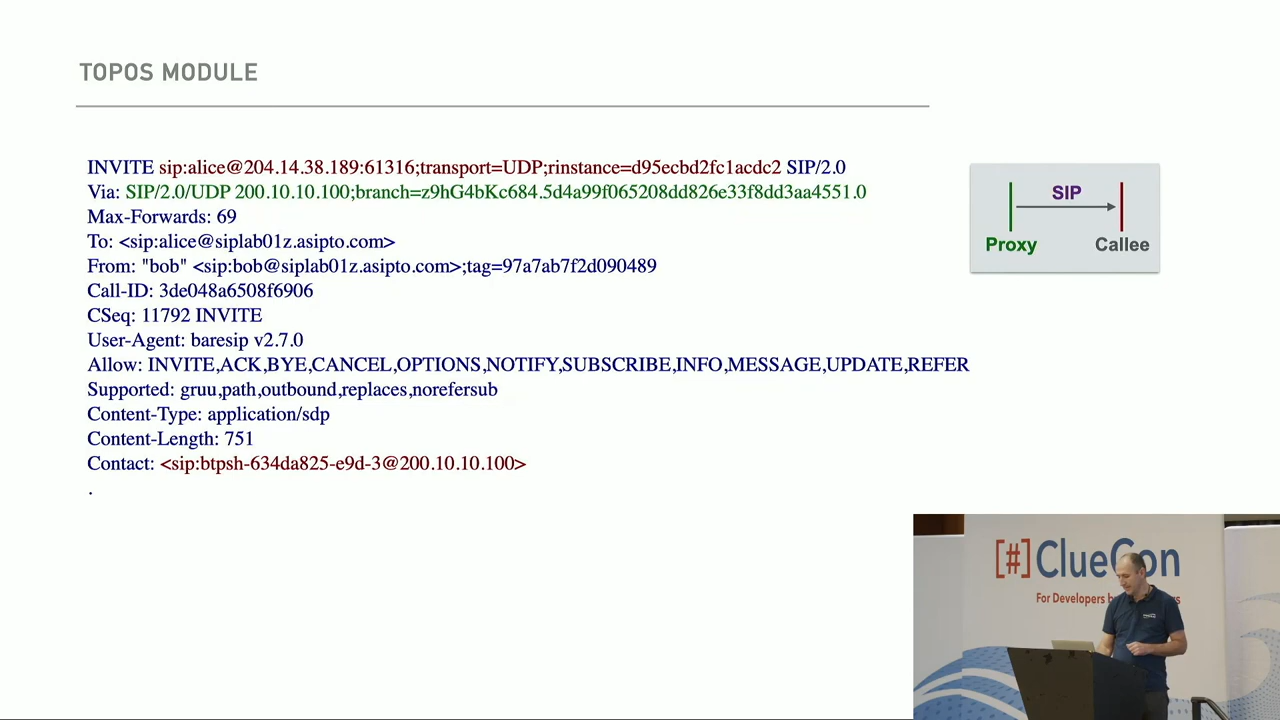 TOPOS MODULE
INVITE sip:alice@204.14.38.189:61316;transport=UDP;rinstance=d95ecbd2fc1acdc2 SIP/2.0
Via: SIP/2.0/UDP 200.10.10.100;branch=z9hG4bKc684.5d4a99f065208dd826e33f8dd3aa4551.0
Max-Forwards: 69
To: <sip:alice@siplab01z.asipto.com>
From: "bob" <sip:bob@siplab01z.asipto.com>;tag=97a7ab7f2d090489
Call-ID: 3de048a6508f6906
CSeq: 11792 INVITE
User-Agent: baresip v2.7.0
Allow: INVITE,ACK,BYE,CANCEL,OPTIONS,NOTIFY,SUBSCRIBE,INFO,MESSAGE,UPDATE,REFER
Supported: gruu,path,outbound,replaces,norefersub
Content-Type: application/sdp
Content-Length: 751
Contact: <sip:btpsh-634da825-e9d-3@200.10.10.100>
.
SIP
Proxy Callee
[#] ClueCon
For Developers